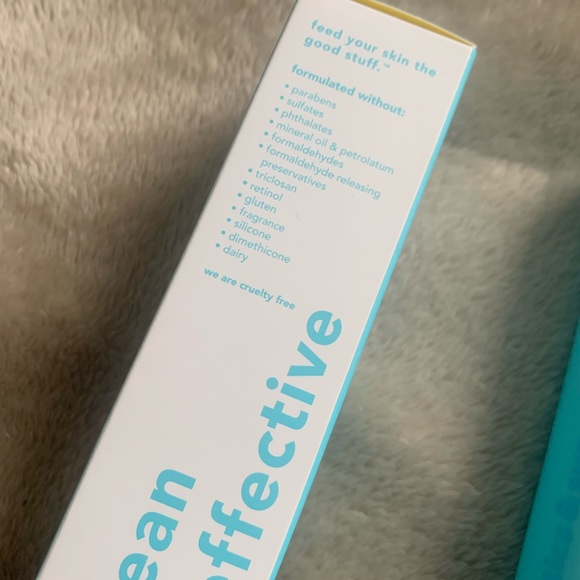 feed your skin the
good stuff.™
formulated without:
• parabens
• sulfates
• phthalates
• mineral oil & petrolatum
• formaldehydes
• formaldehyde releasing
preservatives
• triclosan
• retinol
• gluten
• fragrance
• silicone
• dimethicone
• dairy
we are cruelty free
ean
effective